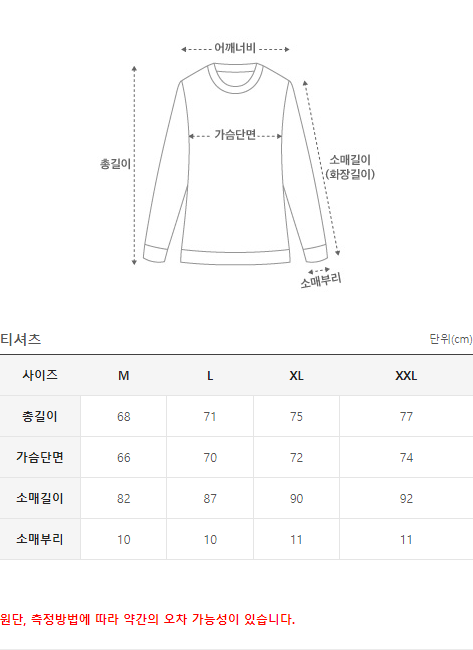 어깨너비
가슴단면
총길이
소매길이
(화장길이)
소매부리
티셔츠 단위(cm)
사이즈 M L XL XXL
총길이 68 71 75 77
가슴단면 66 70 72 74
소매길이 82 87 90 92
소매부리 10 10 11 11
원단, 측정방법에 따라 약간의 오차 가능성이 있습니다.